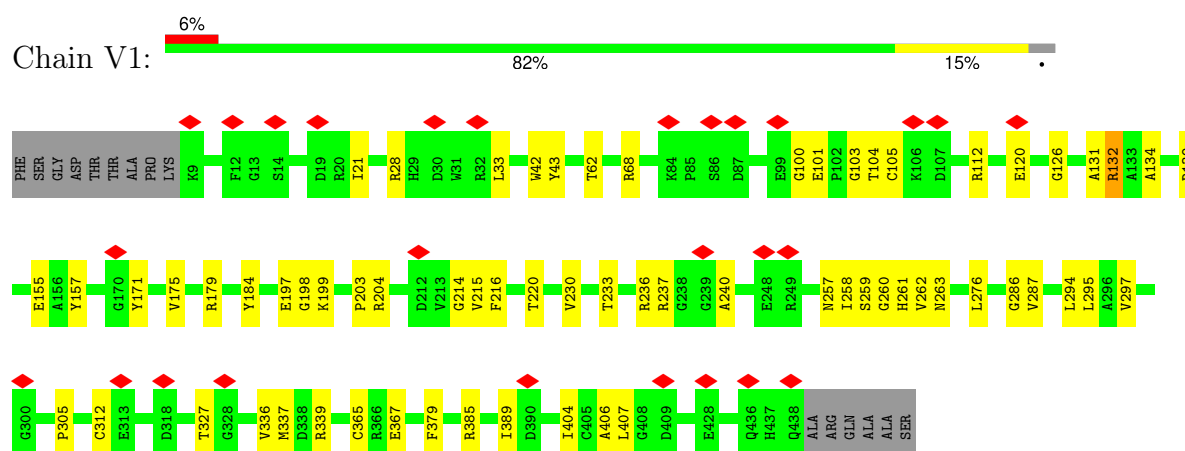 6%
Chain V1:
82% 15% •
PHE SER GLY ASP THR THR ALA PRO LYS K9 F12 G13 S14 D19 R20 I21 R28 H29 D30 W31 R32 L33 W42 Y43 T62 R68 K84 P85 S86 D87 E99 G100 E101 P102 G103 T104 C105 K106 D107 R112 E120 G126 A131 R132 A133 A134
E155 A156 Y157 G170 Y171 V175 R179 Y184 E197 G198 K199 P203 R204 D212 V213 G214 V215 F216 T220 V230 T233 R236 R237 G238 G239 A240 E248 R249 N257 I258 S259 G260 H261 V262 N263 L276 G286 V287 L294 L295 A296 V297
G300 P305 C312 E313 D318 T327 G328 V336 M337 D338 R339 C365 R366 E367 F379 R385 I389 D390 I404 C405 A406 L407 G408 D409 E428 Q436 H437 Q438 ALA ARG GLN ALA ALA SER